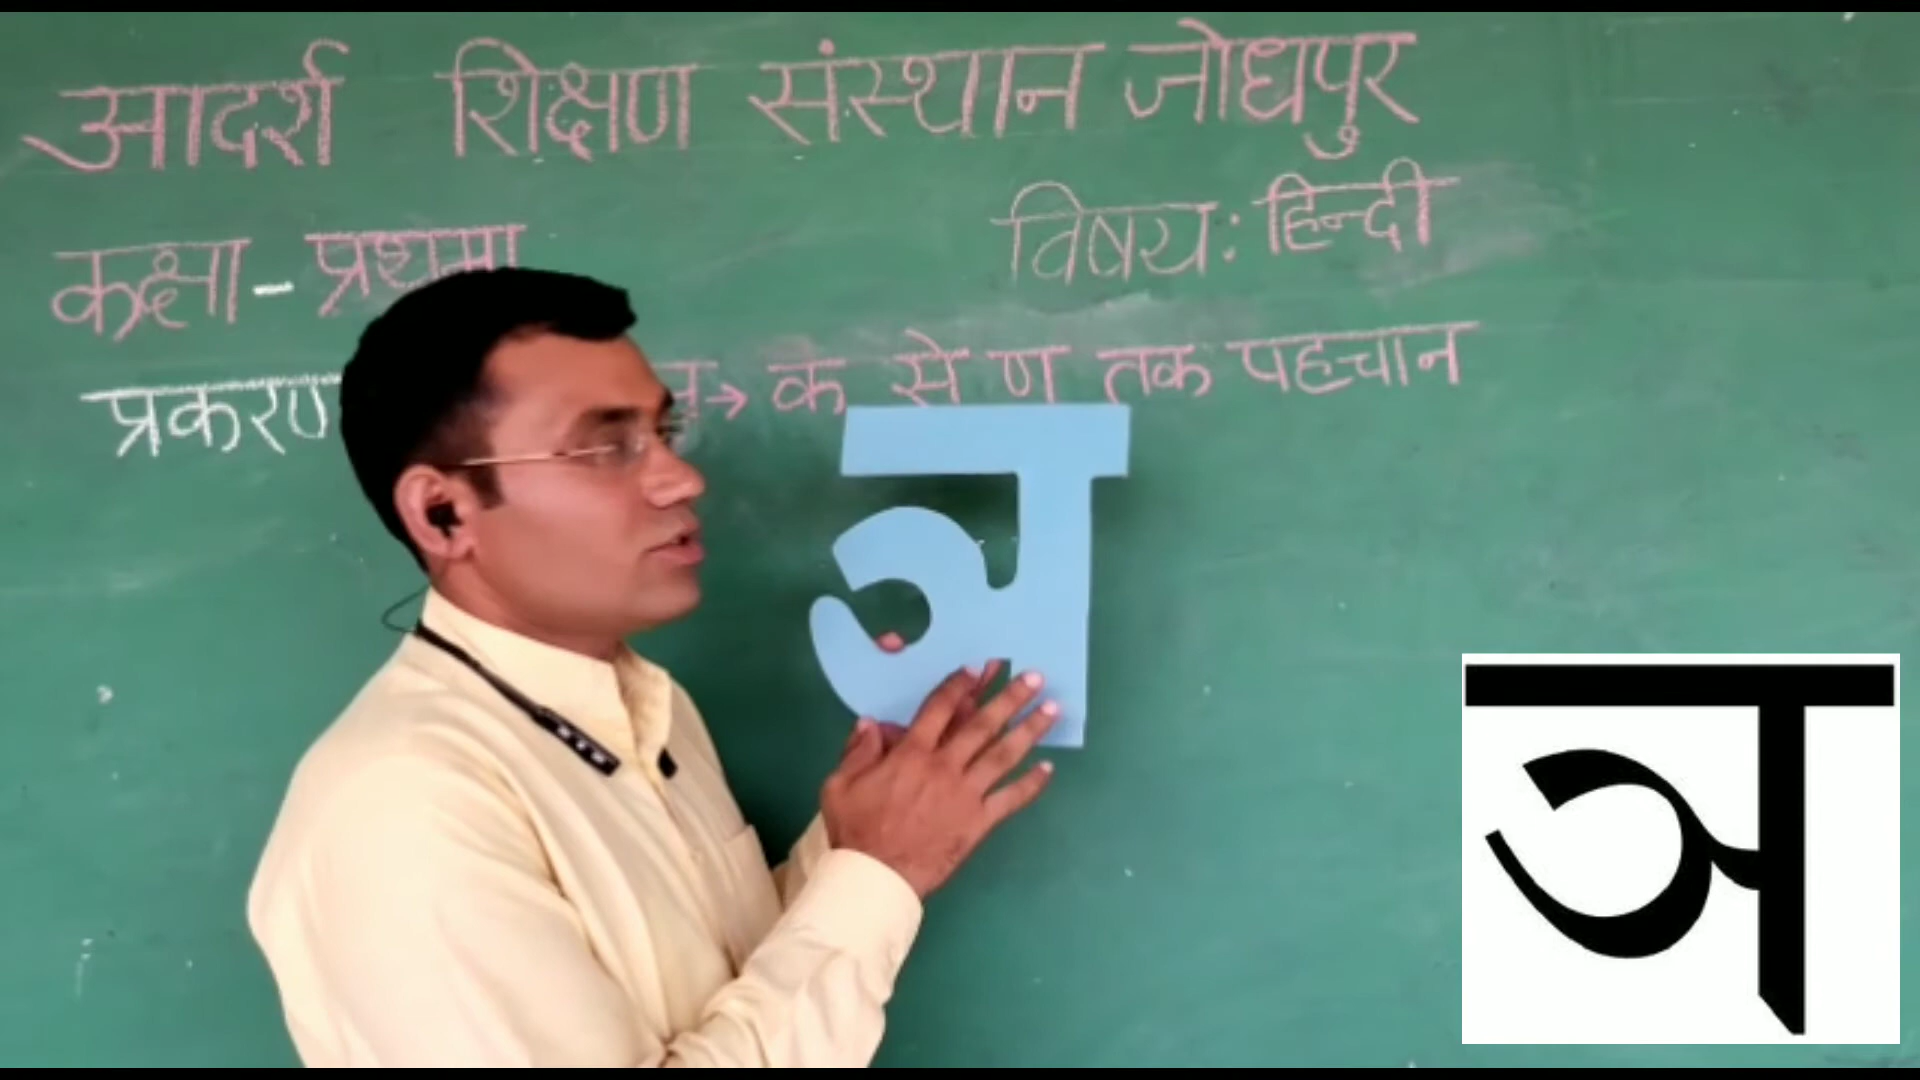 आदर्श शिक्षण संस्थान जोधपुर
कक्षा - प्रथमा
विषय: हिन्दी
प्रकरण → क से ण तक पहचान
ञ
ञ